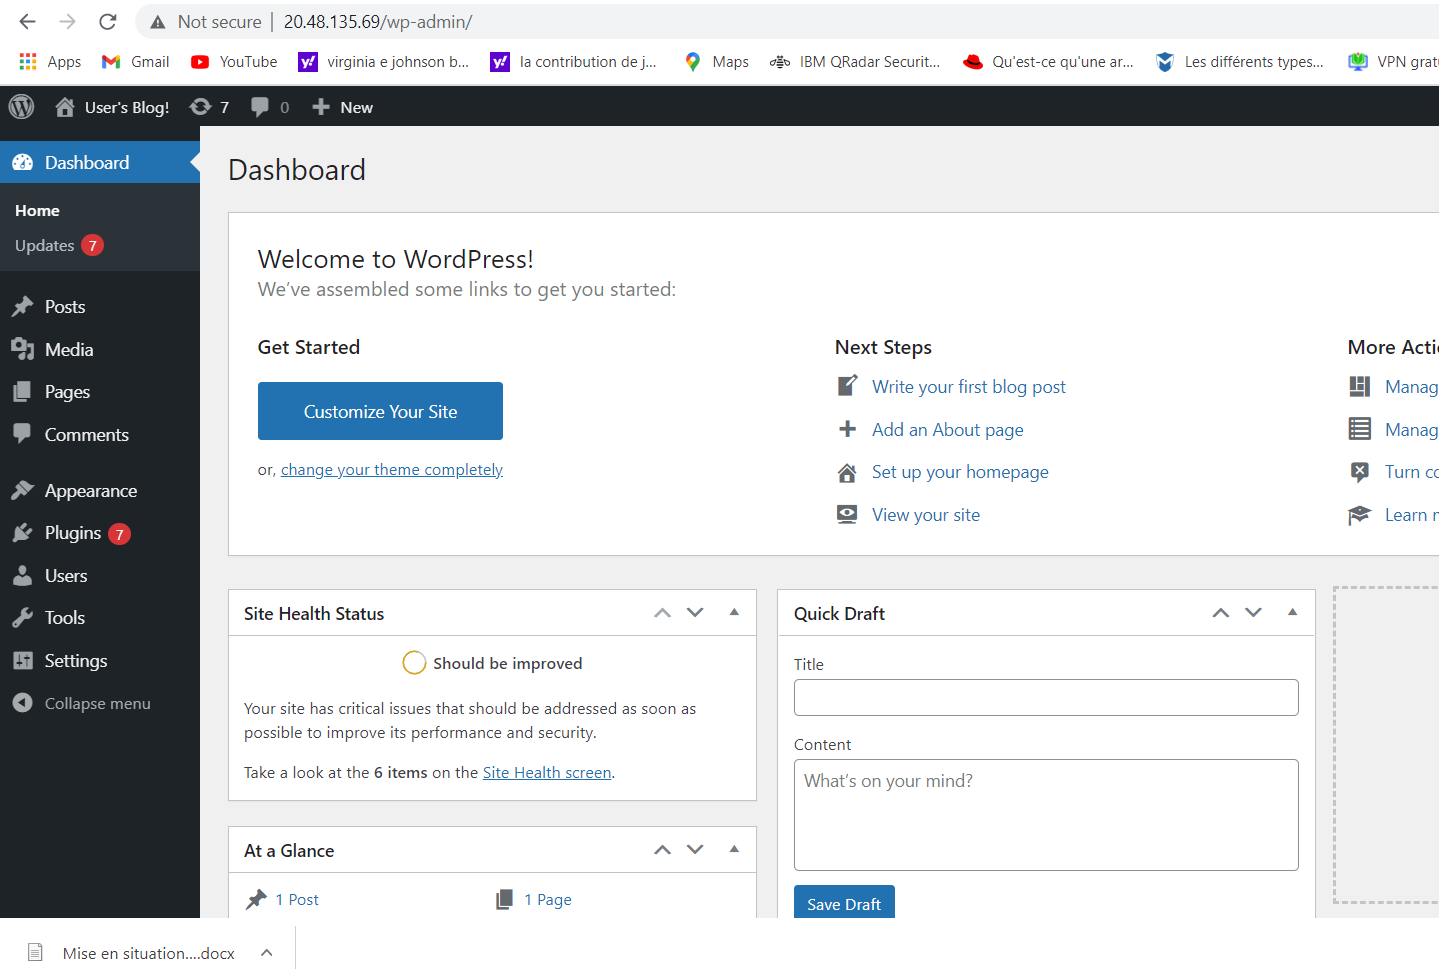 Not secure | 20.48.135.69/wp-admin/
Apps Gmail YouTube virginia e johnson b... la contribution de j... Maps IBM QRadar Securit... Qu'est-ce qu'une ar... Les différents types... VPN grat
User's Blog! 7 0 New
Dashboard
Home
Updates 7
Posts
Media
Pages
Comments
Appearance
Plugins 7
Users
Tools
Settings
Collapse menu
Dashboard
Welcome to WordPress!
We've assembled some links to get you started:
Get Started
Customize Your Site
or, change your theme completely
Next Steps
Write your first blog post
Add an About page
Set up your homepage
View your site
More Acti
Manag
Manag
Turn co
Learn
Site Health Status
Should be improved
Your site has critical issues that should be addressed as soon as
possible to improve its performance and security.
Take a look at the 6 items on the Site Health screen.
At a Glance
1 Post 1 Page
Quick Draft
Title
Content
What's on your mind?
Save Draft
Mise en situation....docx